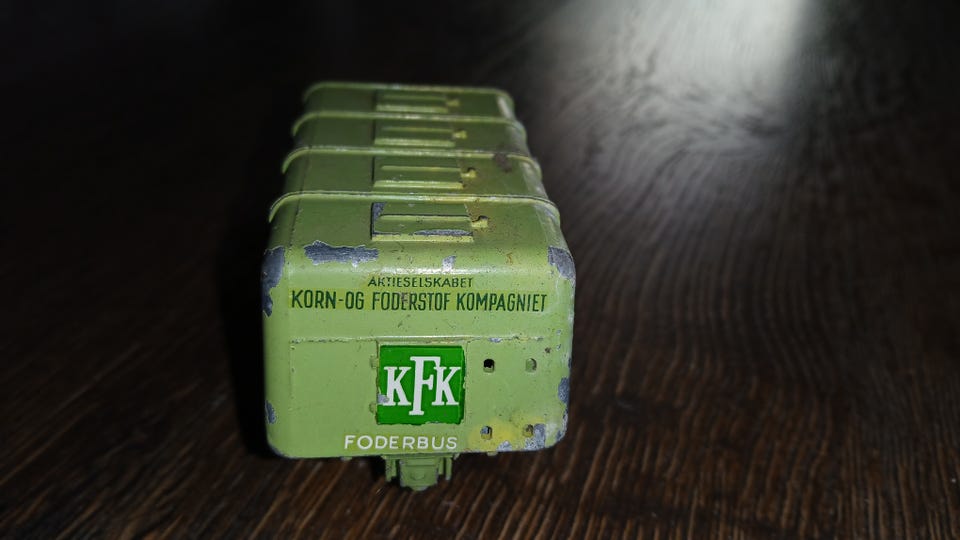 AKTIESELSKABET
KORN-OG FODERSTOF KOMPAGNIET
KFK
FODERBUS